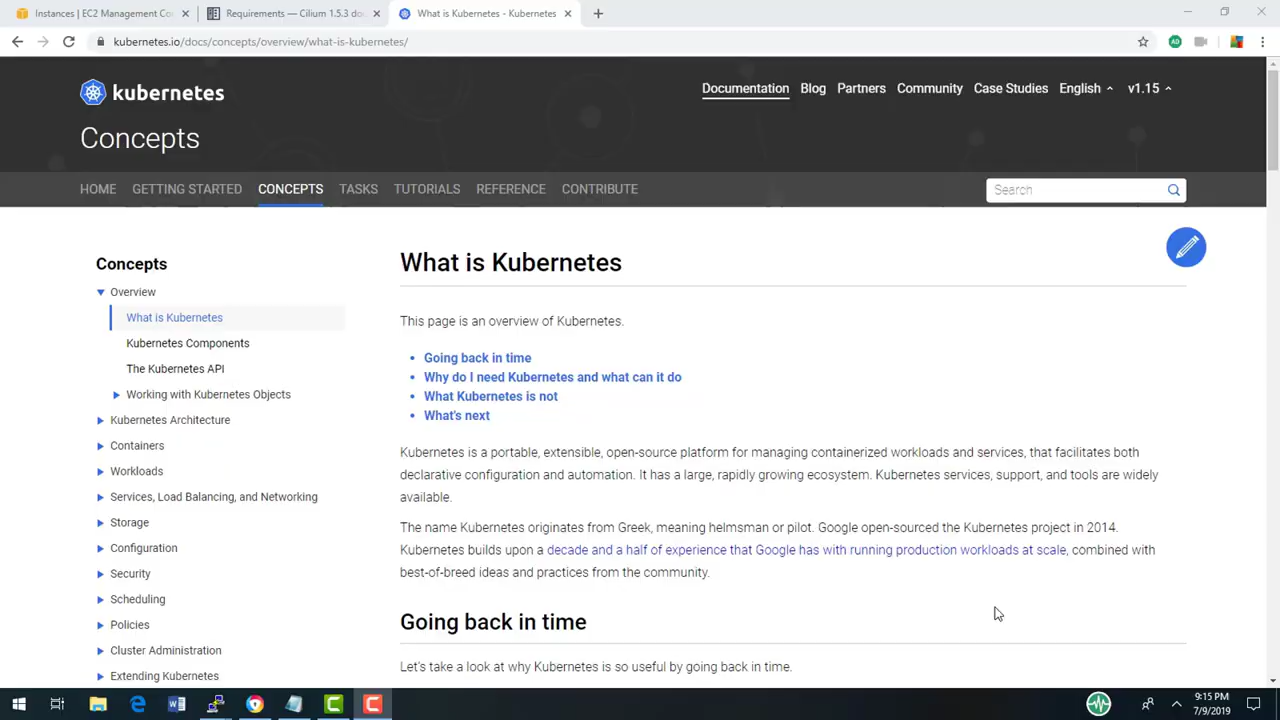 Instances | EC2 Management Co
Requirements — Cilium 1.5.3 do
What is Kubernetes - Kubernetes
kubernetes.io/docs/concepts/overview/what-is-kubernetes/
kubernetes
Documentation Blog Partners Community Case Studies English v1.15
Concepts
HOME GETTING STARTED CONCEPTS TASKS TUTORIALS REFERENCE CONTRIBUTE
Search
Concepts
Overview
What is Kubernetes
Kubernetes Components
The Kubernetes API
Working with Kubernetes Objects
Kubernetes Architecture
Containers
Workloads
Services, Load Balancing, and Networking
Storage
Configuration
Security
Scheduling
Policies
Cluster Administration
Extending Kubernetes
What is Kubernetes
This page is an overview of Kubernetes.
Going back in time
Why do I need Kubernetes and what can it do
What Kubernetes is not
What's next
Kubernetes is a portable, extensible, open-source platform for managing containerized workloads and services, that facilitates both
declarative configuration and automation. It has a large, rapidly growing ecosystem. Kubernetes services, support, and tools are widely
available.
The name Kubernetes originates from Greek, meaning helmsman or pilot. Google open-sourced the Kubernetes project in 2014.
Kubernetes builds upon a decade and a half of experience that Google has with running production workloads at scale, combined with
best-of-breed ideas and practices from the community.
Going back in time
Let's take a look at why Kubernetes is so useful by going back in time.
9:15 PM
7/9/2019